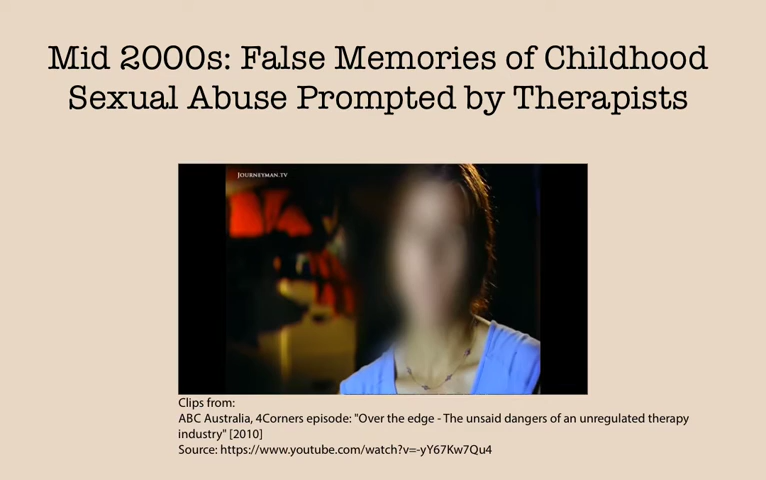 Mid 2000s: False Memories of Childhood
Sexual Abuse Prompted by Therapists
JOURNEYMAN.TV
Clips from:
ABC Australia, 4Corners episode: "Over the edge - The unsaid dangers of an unregulated therapy
industry" [2010]
Source: https://www.youtube.com/watch?v=-yY67Kw7Qu4